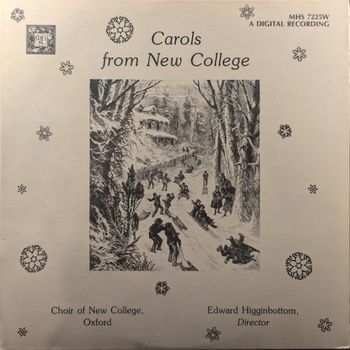 MHS 7225W
A DIGITAL RECORDING
Carols
from New College
Choir of New College,
Oxford
Edward Higginbottom,
Director